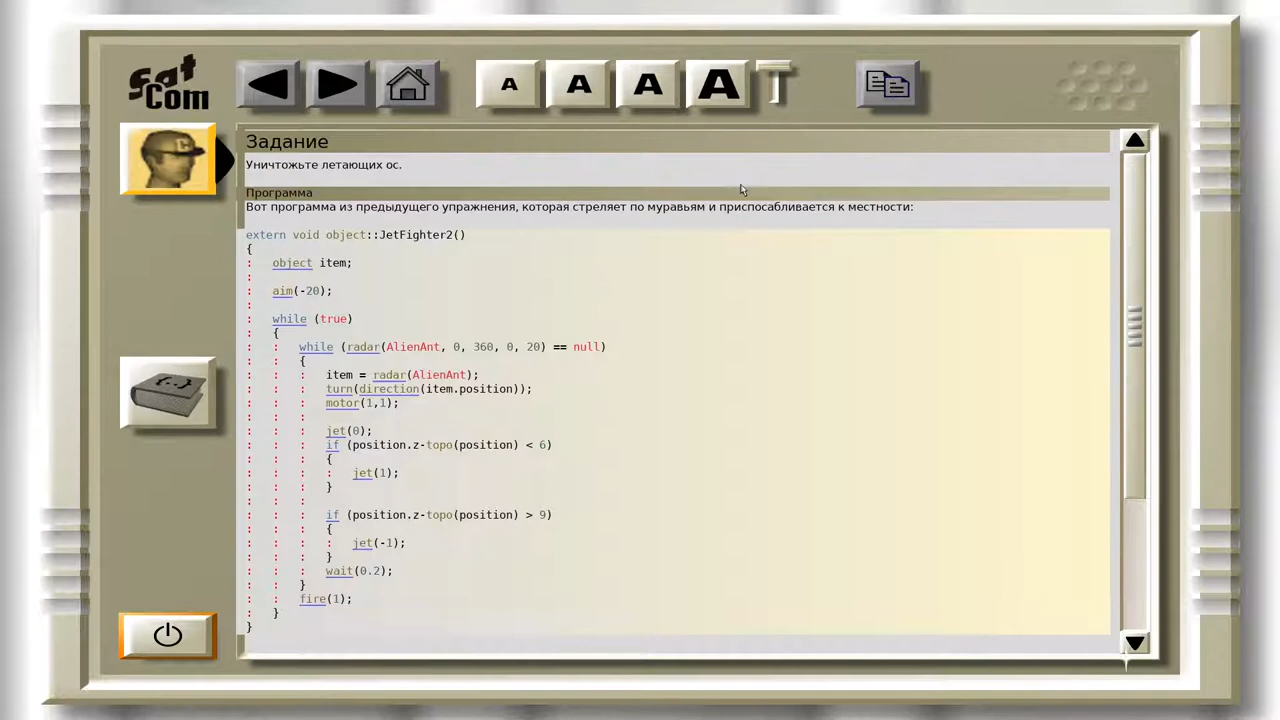 Sat
Com
A A A A T
Задание
Уничтожьте летающих ос.
Программа
Вот программа из предыдущего упражнения, которая стреляет по муравьям и приспосабливается к местности:
extern void object::JetFighter2()
{
: object item;
:
: aim(-20);
:
: while (true)
: {
: : while (radar(AlienAnt, 0, 360, 0, 20) == null)
: : {
: : : item = radar(AlienAnt);
: : : turn(direction(item.position));
: : : motor(1,1);
: : :
: : : jet(0);
: : : if (position.z-topo(position) < 6)
: : : {
: : : : jet(1);
: : : }
: : :
: : : if (position.z-topo(position) > 9)
: : : {
: : : : jet(-1);
: : : }
: : : wait(0.2);
: : }
: : fire(1);
: }
}
{..}